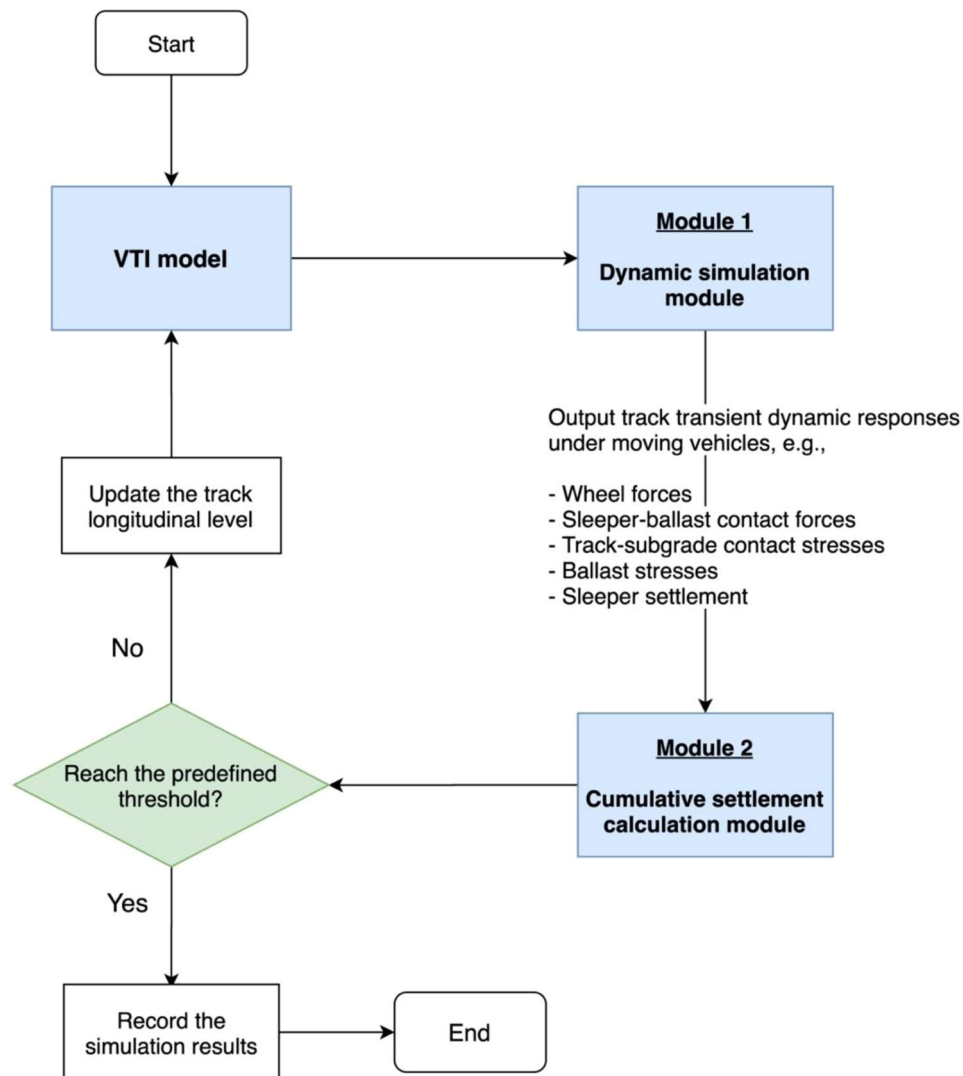 Start
VTI model
Module 1
Dynamic simulation
module
Output track transient dynamic responses
under moving vehicles, e.g.,
- Wheel forces
- Sleeper-ballast contact forces
- Track-subgrade contact stresses
- Ballast stresses
- Sleeper settlement
Module 2
Cumulative settlement
calculation module
Reach the predefined
threshold?
No
Update the track
longitudinal level
Yes
Record the
simulation results
End